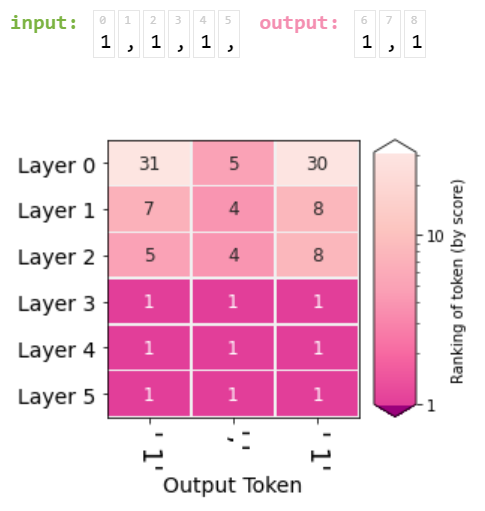 input: 0 1 2 3 4 5 output: 6 7 8
1 , 1 , 1 , 1 , 1
Layer 0 31 5 30
Layer 1 7 4 8
Layer 2 5 4 8
Layer 3 1 1 1
Layer 4 1 1 1
Layer 5 1 1 1
10
1
Ranking of token (by score)
' 1' ',' ' 1'
Output Token